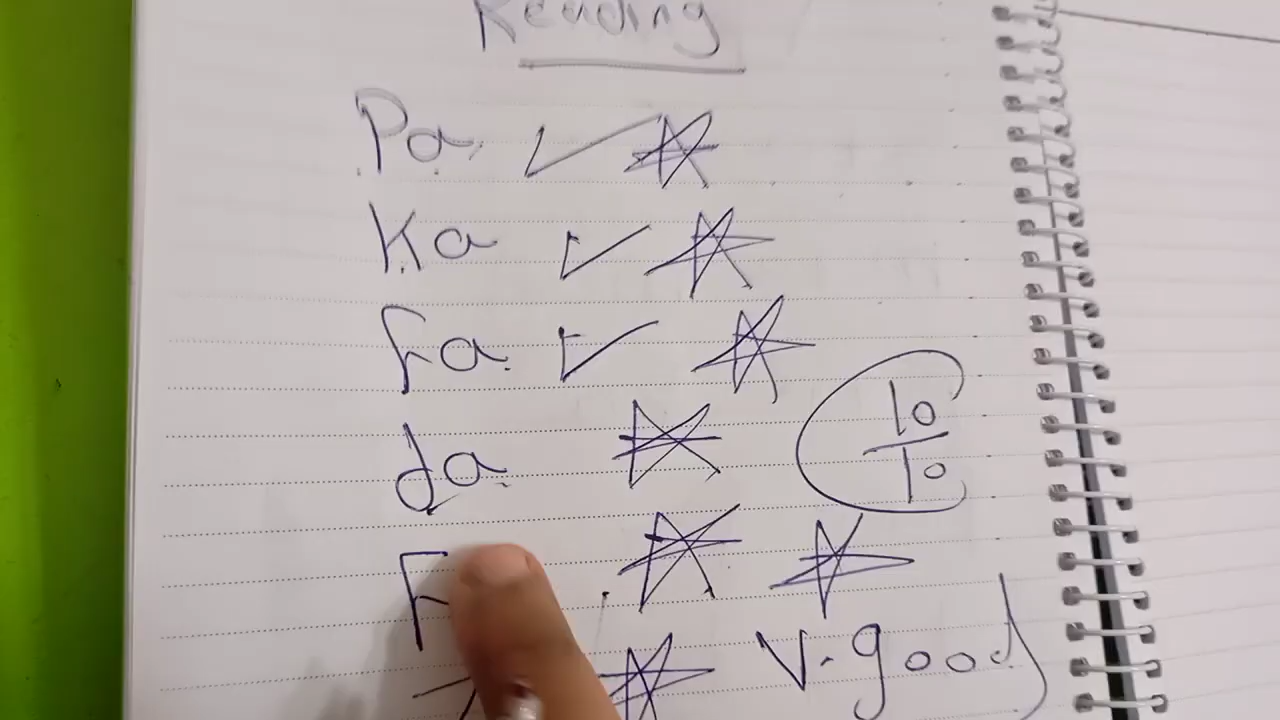 Reading
Pa ✓
Ka ✓
fa ✓
da
10
10
F
V. good